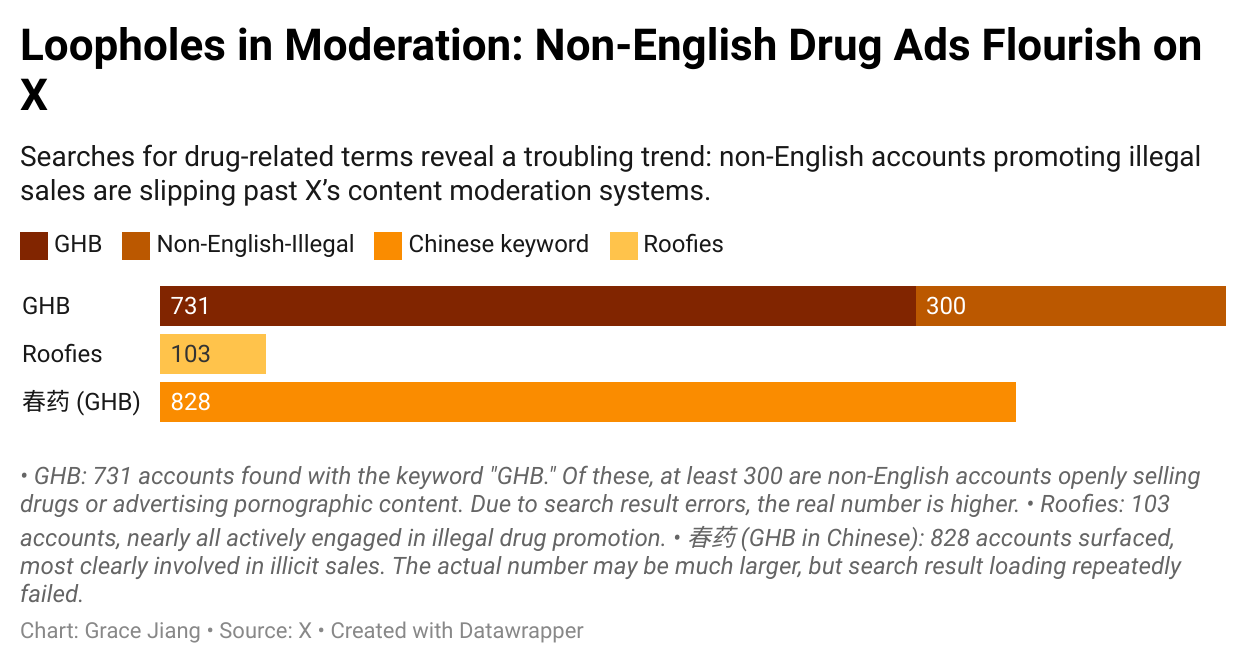 Loopholes in Moderation: Non-English Drug Ads Flourish on
X
Searches for drug-related terms reveal a troubling trend: non-English accounts promoting illegal
sales are slipping past X’s content moderation systems.
GHB Non-English-Illegal Chinese keyword Roofies
GHB 731 300
Roofies 103
春药 (GHB) 828
• GHB: 731 accounts found with the keyword "GHB." Of these, at least 300 are non-English accounts openly selling
drugs or advertising pornographic content. Due to search result errors, the real number is higher. • Roofies: 103
accounts, nearly all actively engaged in illegal drug promotion. • 春药 (GHB in Chinese): 828 accounts surfaced,
most clearly involved in illicit sales. The actual number may be much larger, but search result loading repeatedly
failed.
Chart: Grace Jiang • Source: X • Created with Datawrapper